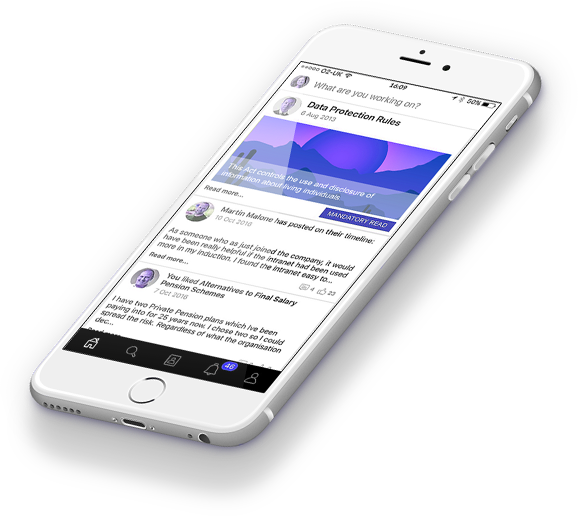 O2-UK 16:09 50%
What are you working on?
Data Protection Rules
6 Aug 2013
This Act controls the use and disclosure of
information about living individuals
Read more...
MANDATORY READ
Martin Malone has posted on their timeline:
10 Oct 2016
As someone who as just joined the company, it would
have been really helpful if the intranet had been used
more in my induction. I found the intranet easy to...
Read more...
4 23
You liked Alternatives to Final Salary
Pension Schemes
7 Oct 2016
I have two Private Pension plans which ive been
paying into for 25 years now. I chose two so I could
spread the risk. Regardless of what the organisation
dec...
46